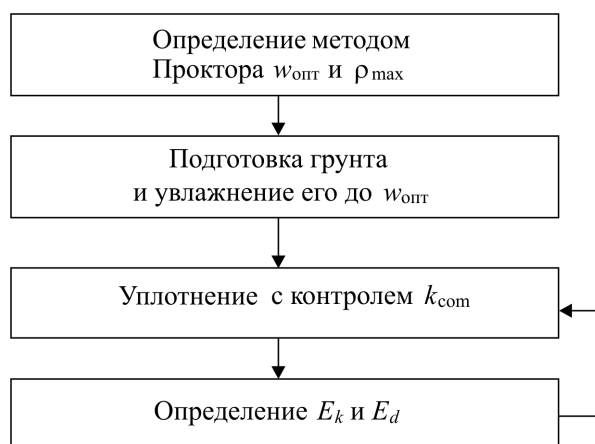 Определение методом
Проктора wопт и ρmax
Подготовка грунта
и увлажнение его до wопт
Уплотнение с контролем kcom
Определение Ek и Ed